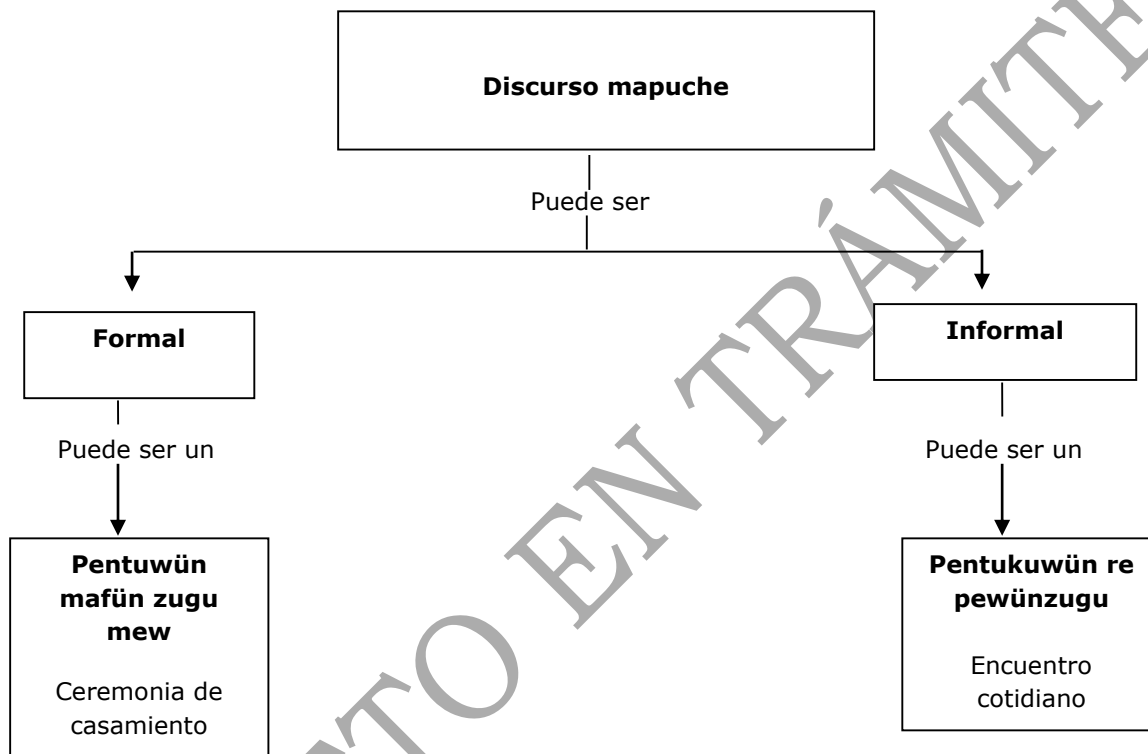 Discurso mapuche
Puede ser
Formal
Informal
Puede ser un
Puede ser un
Pentuwün
mafün zugu
mew
Ceremonia de
casamiento
Pentukuwün re
pewünzugu
Encuentro
cotidiano
TO EN TRÁMITE